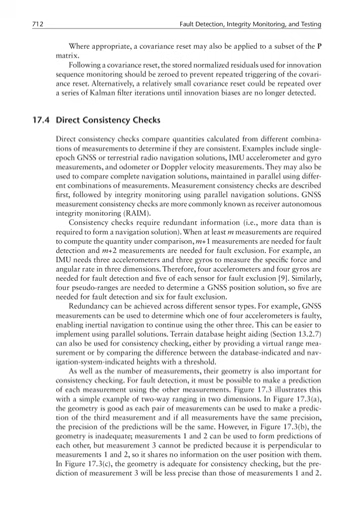 712 Fault Detection, Integrity Monitoring, and Testing
Where appropriate, a covariance reset may also be applied to a subset of the P
matrix.
Following a covariance reset, the stored normalized residuals used for innovation
sequence monitoring should be zeroed to prevent repeated triggering of the covari-
ance reset. Alternatively, a relatively small covariance reset could be repeated over
a series of Kalman filter iterations until innovation biases are no longer detected.
17.4 Direct Consistency Checks
Direct consistency checks compare quantities calculated from different combina-
tions of measurements to determine if they are consistent. Examples include single-
epoch GNSS or terrestrial radio navigation solutions, IMU accelerometer and gyro
measurements, and odometer or Doppler velocity measurements. They may also be
used to compare complete navigation solutions, maintained in parallel using differ-
ent combinations of measurements. Measurement consistency checks are described
first, followed by integrity monitoring using parallel navigation solutions. GNSS
measurement consistency checks are more commonly known as receiver autonomous
integrity monitoring (RAIM).
Consistency checks require redundant information (i.e., more data than is
required to form a navigation solution). When at least m measurements are required
to compute the quantity under comparison, m+1 measurements are needed for fault
detection and m+2 measurements are needed for fault exclusion. For example, an
IMU needs three accelerometers and three gyros to measure the specific force and
angular rate in three dimensions. Therefore, four accelerometers and four gyros are
needed for fault detection and five of each sensor for fault exclusion [9]. Similarly,
four pseudo-ranges are needed to determine a GNSS position solution, so five are
needed for fault detection and six for fault exclusion.
Redundancy can be achieved across different sensor types. For example, GNSS
measurements can be used to determine which one of four accelerometers is faulty,
enabling inertial navigation to continue using the other three. This can be easier to
implement using parallel solutions. Terrain database height aiding (Section 13.2.7)
can also be used for consistency checking, either by providing a virtual range mea-
surement or by comparing the difference between the database-indicated and nav-
igation-system-indicated heights with a threshold.
As well as the number of measurements, their geometry is also important for
consistency checking. For fault detection, it must be possible to make a prediction
of each measurement using the other measurements. Figure 17.3 illustrates this
with a simple example of two-way ranging in two dimensions. In Figure 17.3(a),
the geometry is good as each pair of measurements can be used to make a predic-
tion of the third measurement and if all measurements have the same precision,
the precision of the predictions will be the same. However, in Figure 17.3(b), the
geometry is inadequate; measurements 1 and 2 can be used to form predictions of
each other, but measurement 3 cannot be predicted because it is perpendicular to
measurements 1 and 2, so it shares no information on the user position with them.
In Figure 17.3(c), the geometry is adequate for consistency checking, but the pre-
diction of measurement 3 will be less precise than those of measurements 1 and 2.